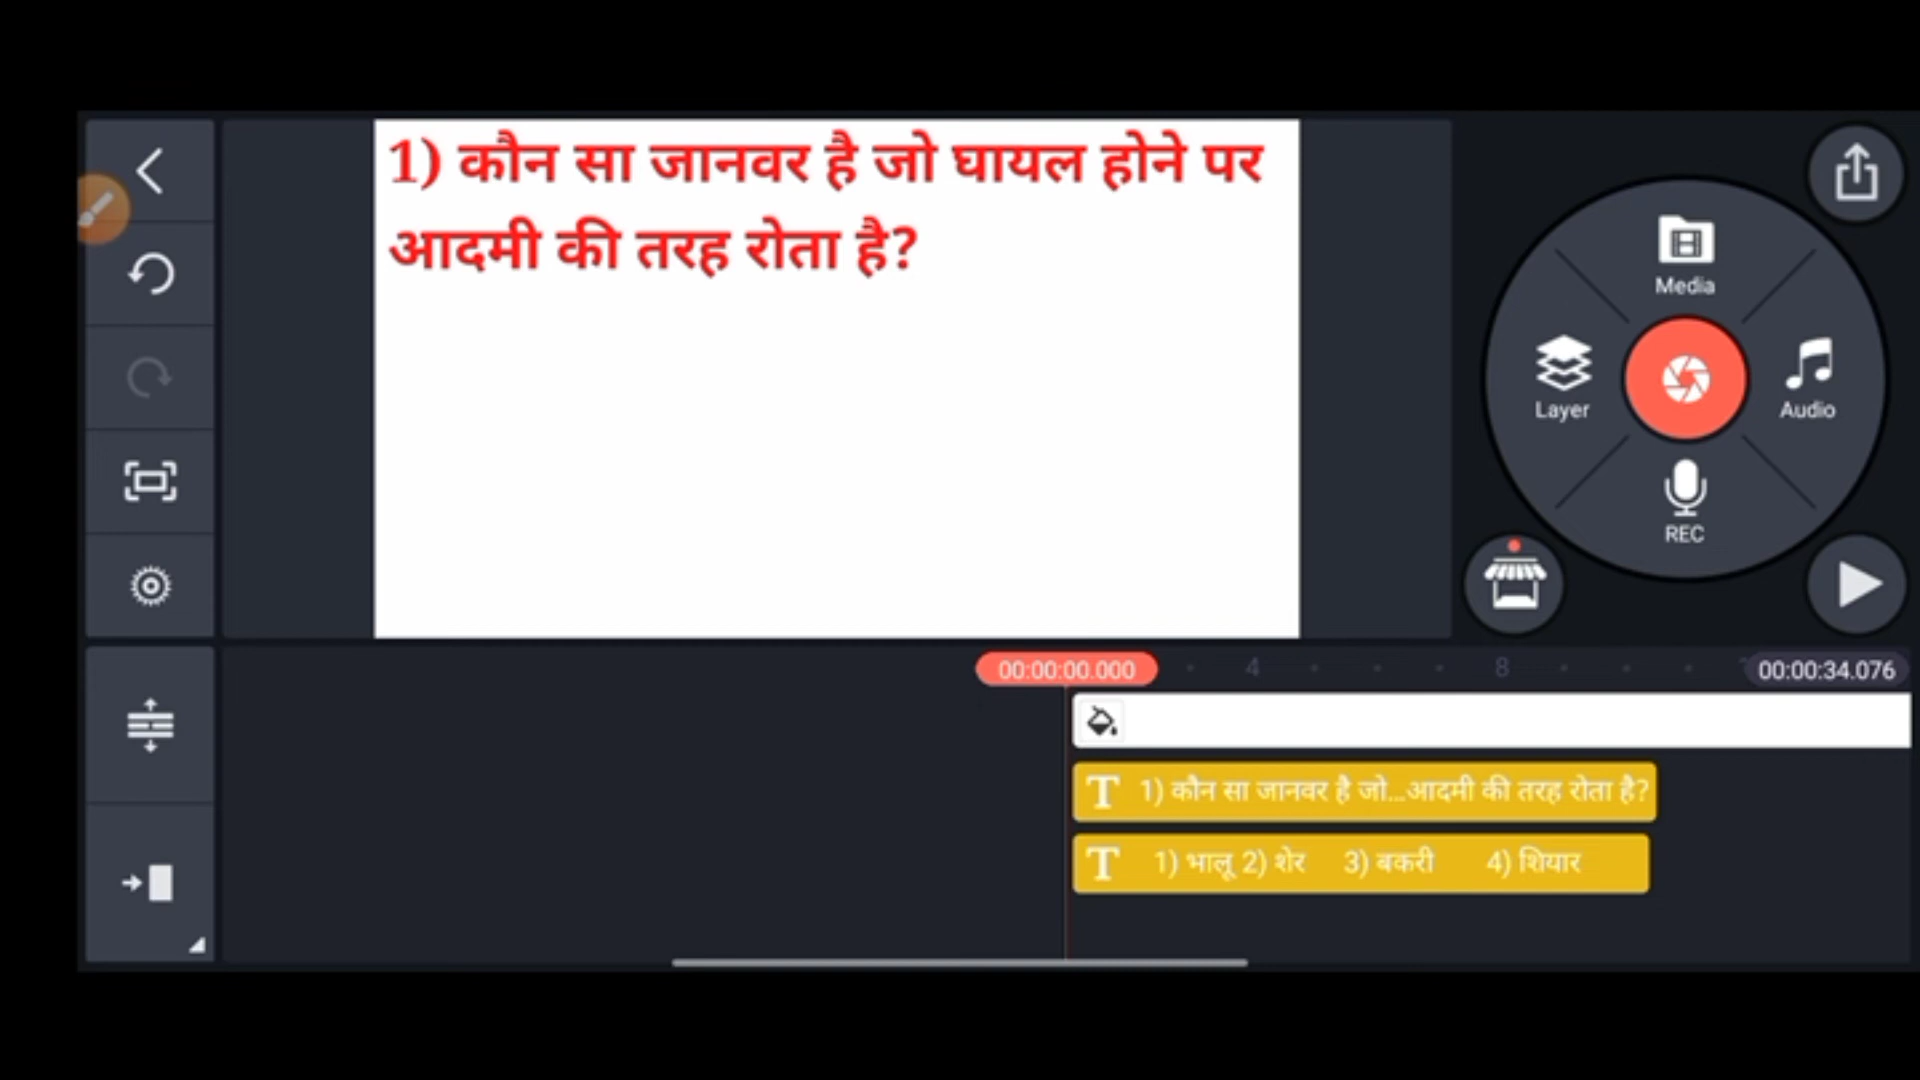 1) कौन सा जानवर है जो घायल होने पर
आदमी की तरह रोता है?
Media
Layer
Audio
REC
00:00:00.000
4
8
00:00:34.076
T 1) कौन सा जानवर है जो...आदमी की तरह रोता है?
T 1) भालू 2) शेर 3) बकरी 4) शियार